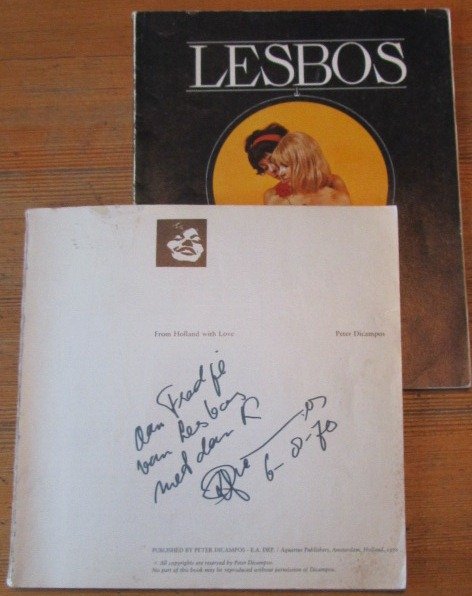 LESBOS
From Holland with Love Peter Dicampos
Aan Fredje
van Lesbos
met dank
6-8-70
PUBLISHED BY PETER DICAMPOS - E.A. DRF. / Aquarius Publishers, Amsterdam, Holland, 1970
© All copyrights are reserved by Peter Dicampos.
No part of this book may be reproduced without permission of Dicampos.